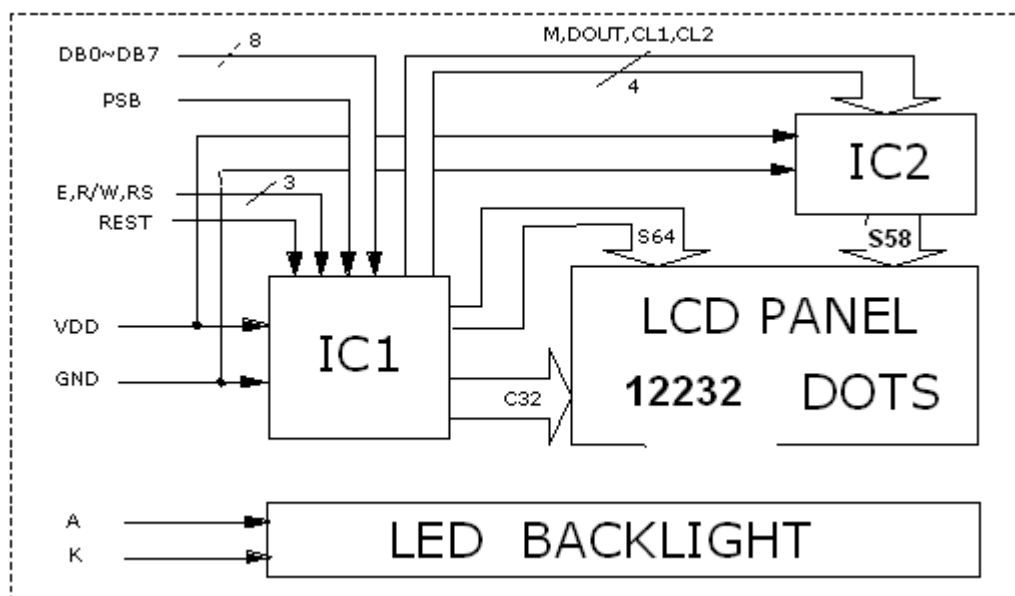 M,DOUT,CL1,CL2
DB0~DB7
8
4
PSB
IC2
E,R/W,RS
3
REST
S64
S58
LCD PANEL
VDD
IC1
GND
C32
12232 DOTS
A
LED BACKLIGHT
K